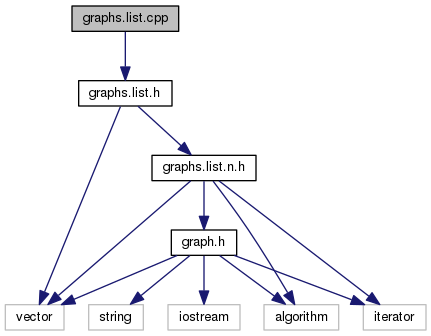 graphs.list.cpp
graphs.list.h
graphs.list.n.h
graph.h
vector
string
iostream
algorithm
iterator